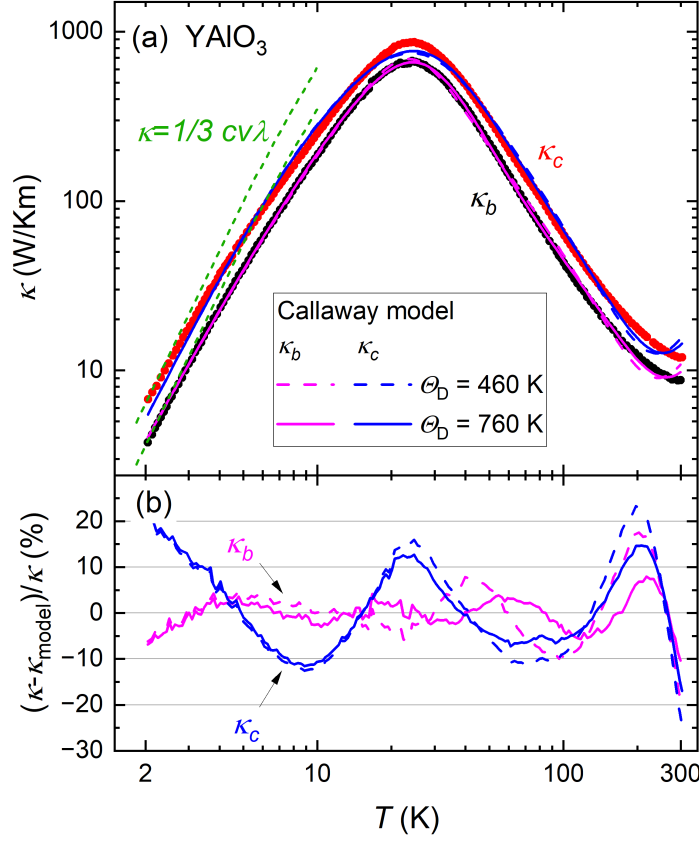 (a) YAlO3
1000
κ=1/3 cvλ
κc
100
κb
κ (W/Km)
Callaway model
κb κc
ΘD = 460 K
ΘD = 760 K
10
(b)
20
κb
10
0
(κ-κmodel)/κ (%)
−10
−20
κc
−30
2 10 100 300
T (K)